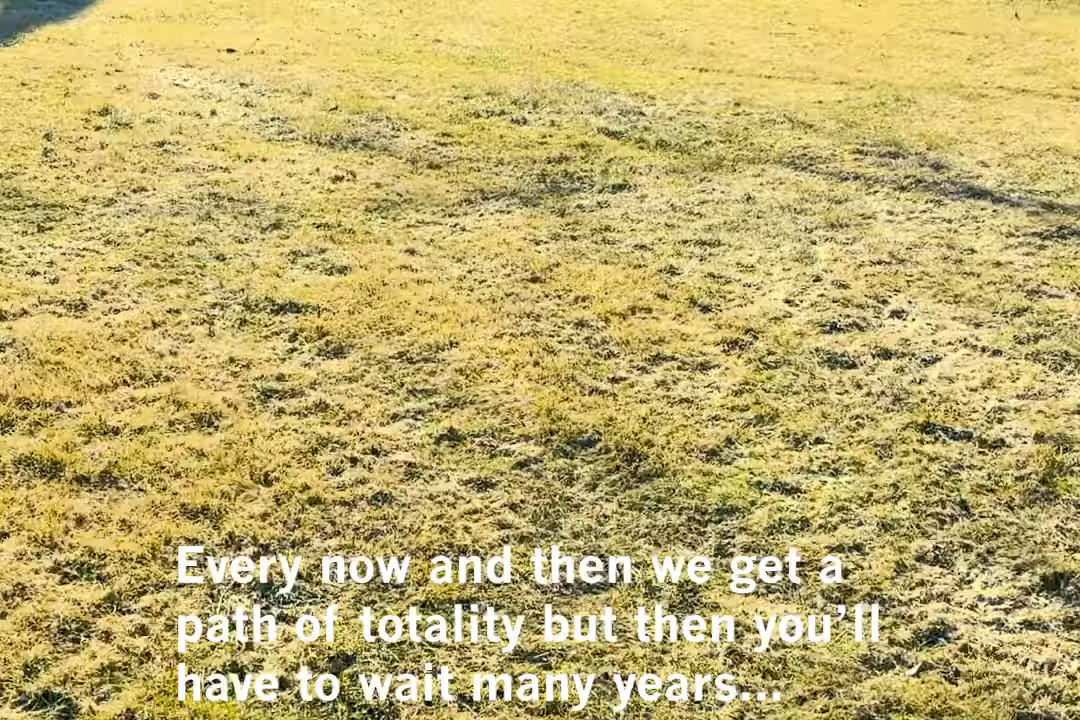 Every now and then we get a
path of totality but then you’ll
have to wait many years...